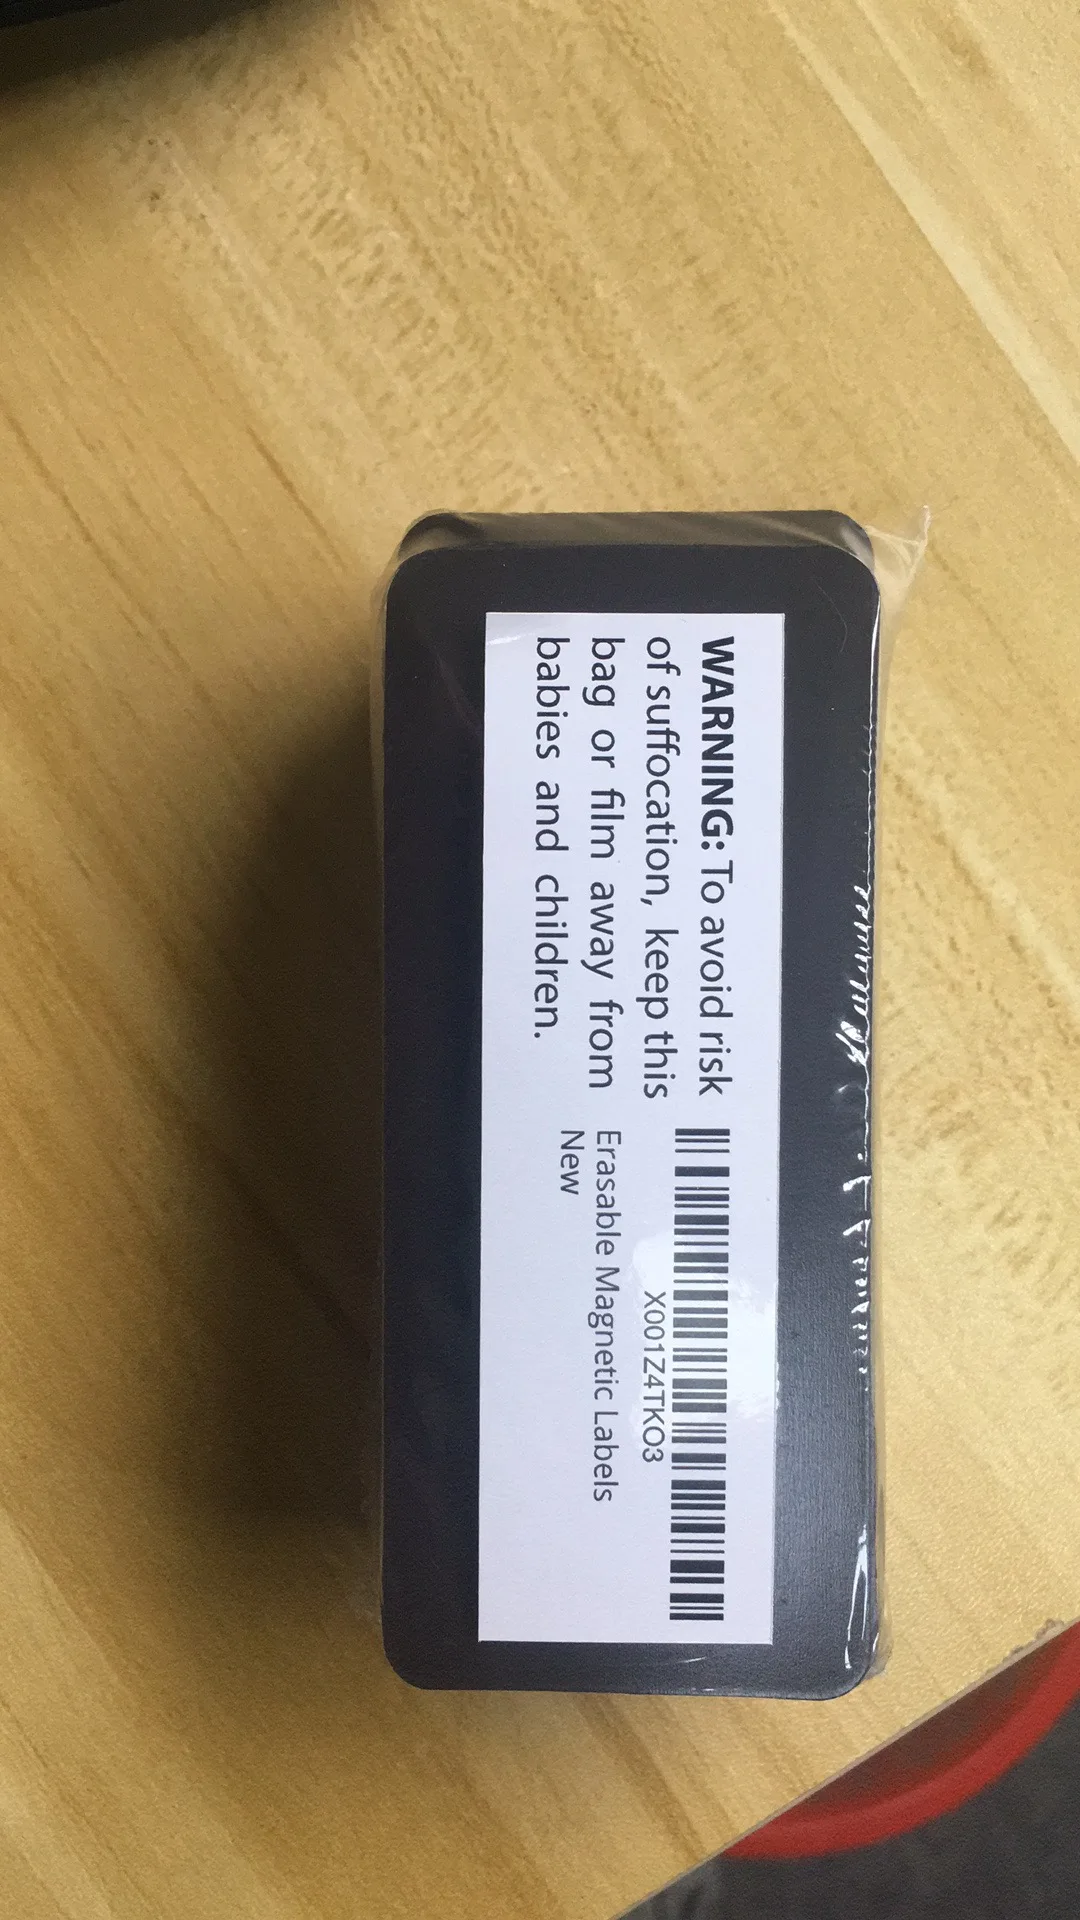 WARNING: To avoid risk
of suffocation, keep this
bag or film away from
babies and children.
X001Z4TKO3
Erasable Magnetic Labels
New